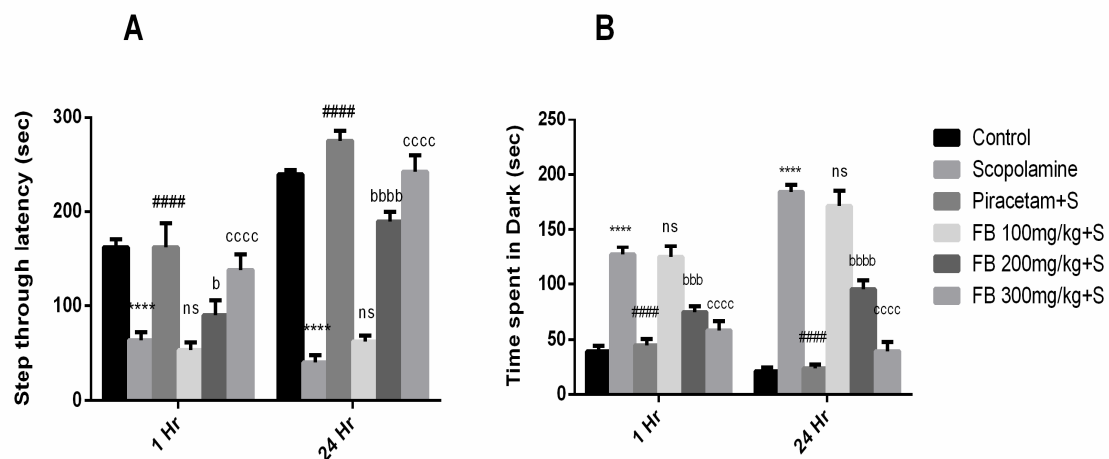 A
B
Step through latency (sec)
300
200
100
0
****
####
ns
b
cccc
****
####
ns
bbbb
cccc
1 Hr
24 Hr
Time spent in Dark (sec)
250
200
150
100
50
0
****
####
ns
bbb
cccc
****
####
ns
bbbb
cccc
1 Hr
24 Hr
Control
Scopolamine
Piracetam+S
FB 100mg/kg+S
FB 200mg/kg+S
FB 300mg/kg+S